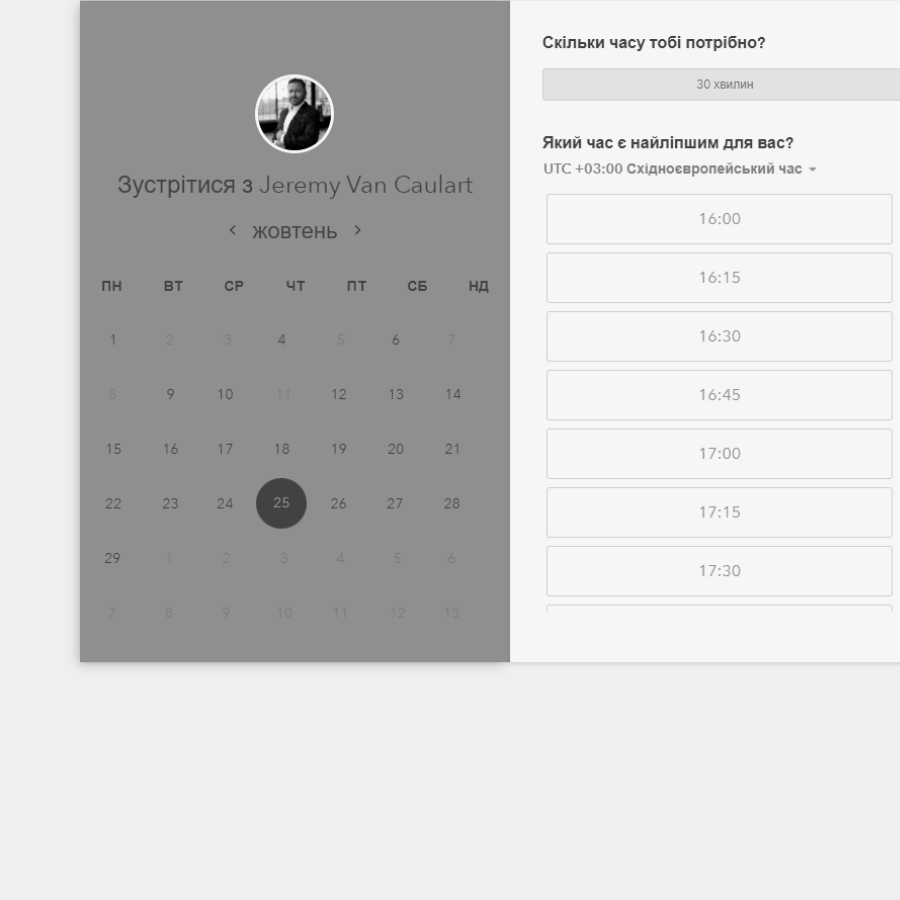 Зустрітися з Jeremy Van Caulart
жовтень
ПН ВТ СР ЧТ ПТ СБ НД
1 2 3 4 5 6 7
8 9 10 11 12 13 14
15 16 17 18 19 20 21
22 23 24 25 26 27 28
29 1 2 3 4 5 6
7 8 9 10 11 12 13
Скільки часу тобі потрібно?
30 хвилин
Який час є найліпшим для вас?
UTC +03:00 Східноєвропейський час
16:00
16:15
16:30
16:45
17:00
17:15
17:30